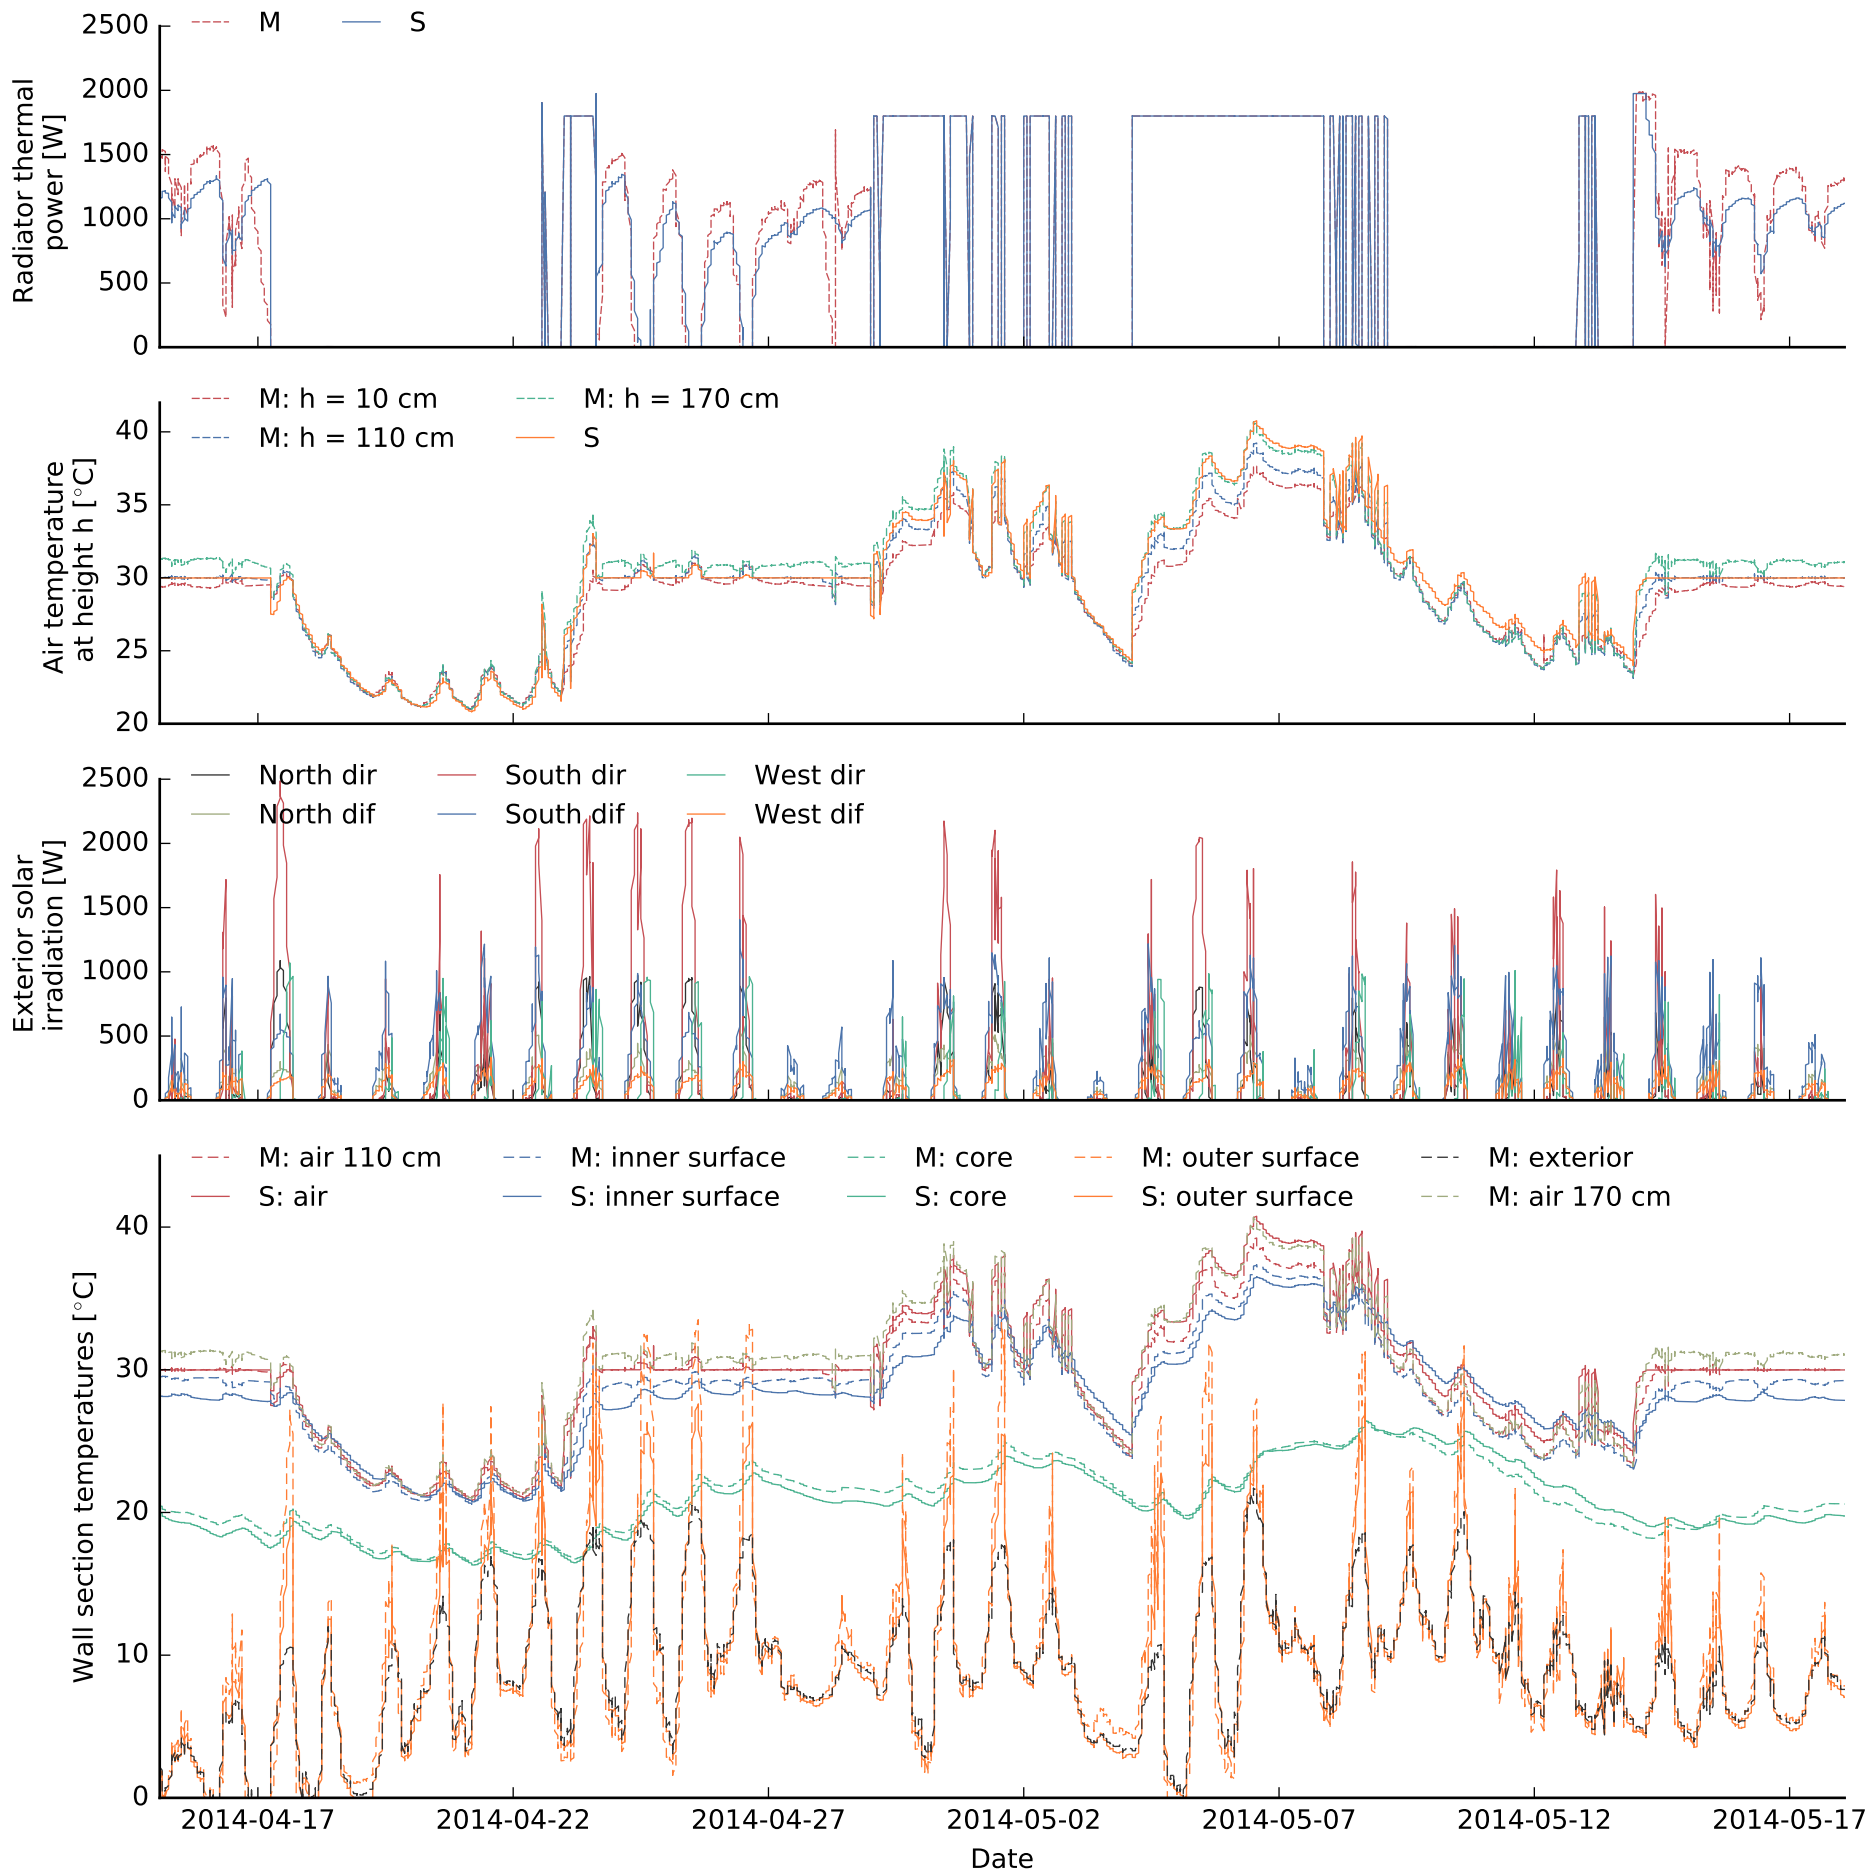 M S
2500
2000
1500
1000
500
0
Radiator thermal
power [W]
M: h = 10 cm M: h = 170 cm
M: h = 110 cm S
40
35
30
25
20
Air temperature
at height h [°C]
North dir South dir West dir
North dif South dif West dif
2500
2000
1500
1000
500
0
Exterior solar
irradiation [W]
M: air 110 cm M: inner surface M: core M: outer surface M: exterior
S: air S: inner surface S: core S: outer surface M: air 170 cm
40
30
20
10
0
Wall section temperatures [°C]
2014-04-17 2014-04-22 2014-04-27 2014-05-02 2014-05-07 2014-05-12 2014-05-17
Date